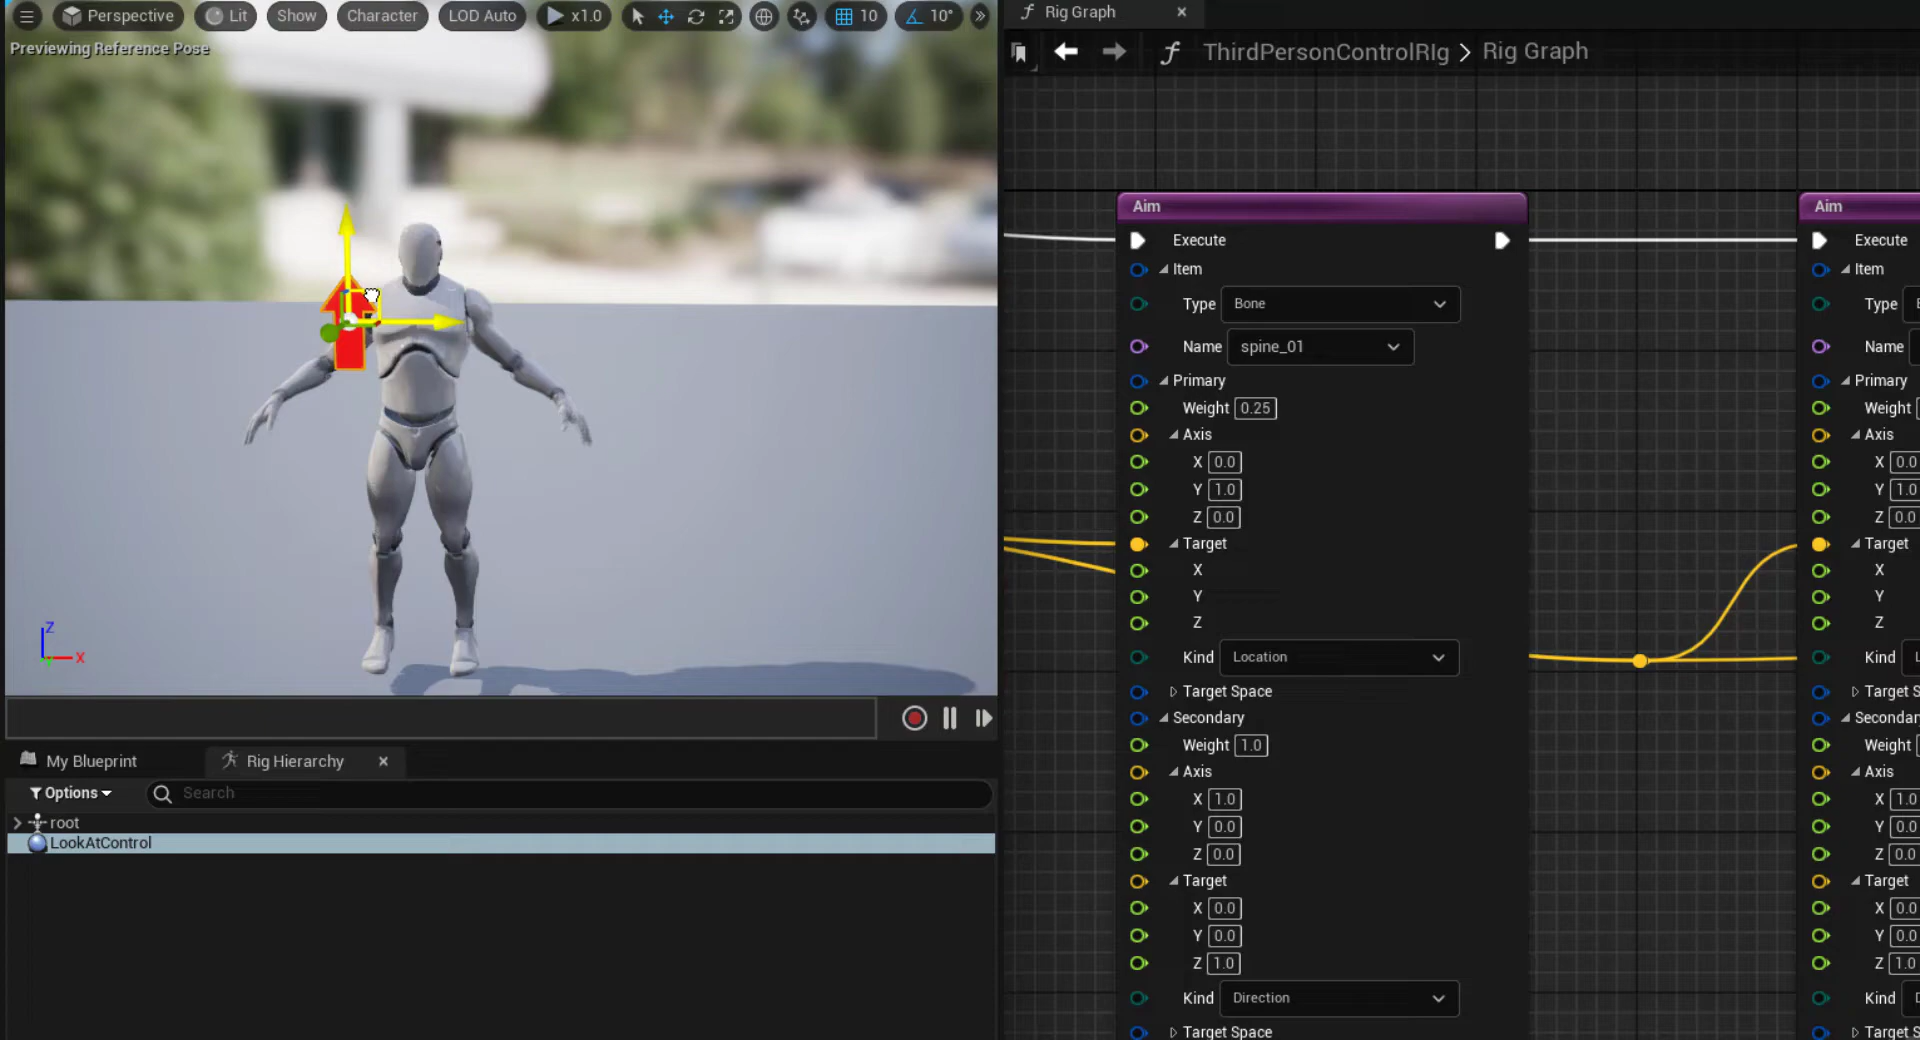 Perspective
Lit
Show
Character
LOD Auto
x1.0
10
10°
Previewing Reference Pose
Z
X
My Blueprint
Rig Hierarchy
Options
Search
root
LookAtControl
Rig Graph
ThirdPersonControlRIg > Rig Graph
Aim
Execute
Item
Type Bone
Name spine_01
Primary
Weight 0.25
Axis
X 0.0
Y 1.0
Z 0.0
Target
X
Y
Z
Kind Location
Target Space
Secondary
Weight 1.0
Axis
X 1.0
Y 0.0
Z 0.0
Target
X 0.0
Y 0.0
Z 1.0
Kind Direction
Target Space
Aim
Execute
Item
Type
Name
Primary
Weight
Axis
X 0.0
Y 1.0
Z 0.0
Target
X
Y
Z
Kind
Target S
Secondary
Weight
Axis
X 1.0
Y 0.0
Z 0.0
Target
X 0.0
Y 0.0
Z 1.0
Kind
Target S